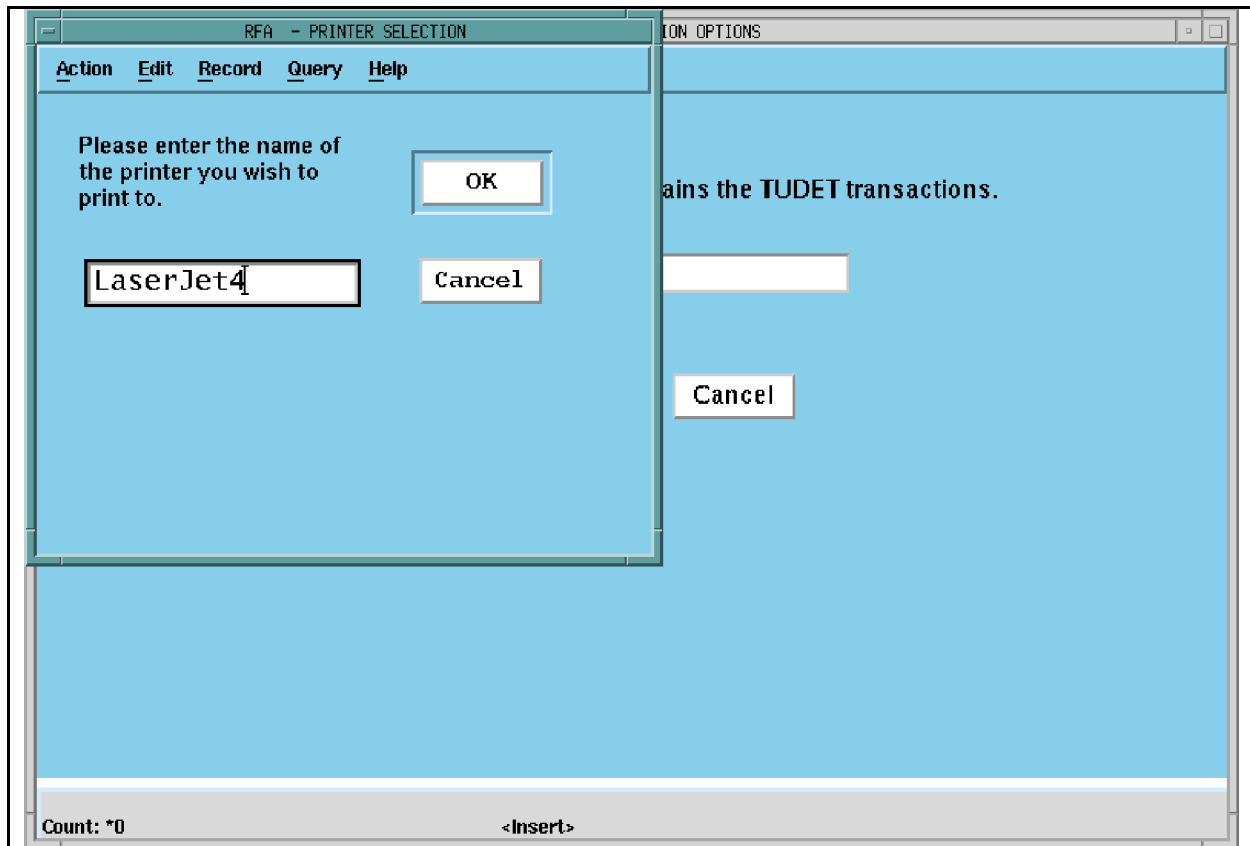 RFA - PRINTER SELECTION
ION OPTIONS
Action Edit Record Query Help
Please enter the name of
the printer you wish to
print to.
OK
ains the TUDET transactions.
LaserJet4
Cancel
Cancel
Count: *0 <Insert>